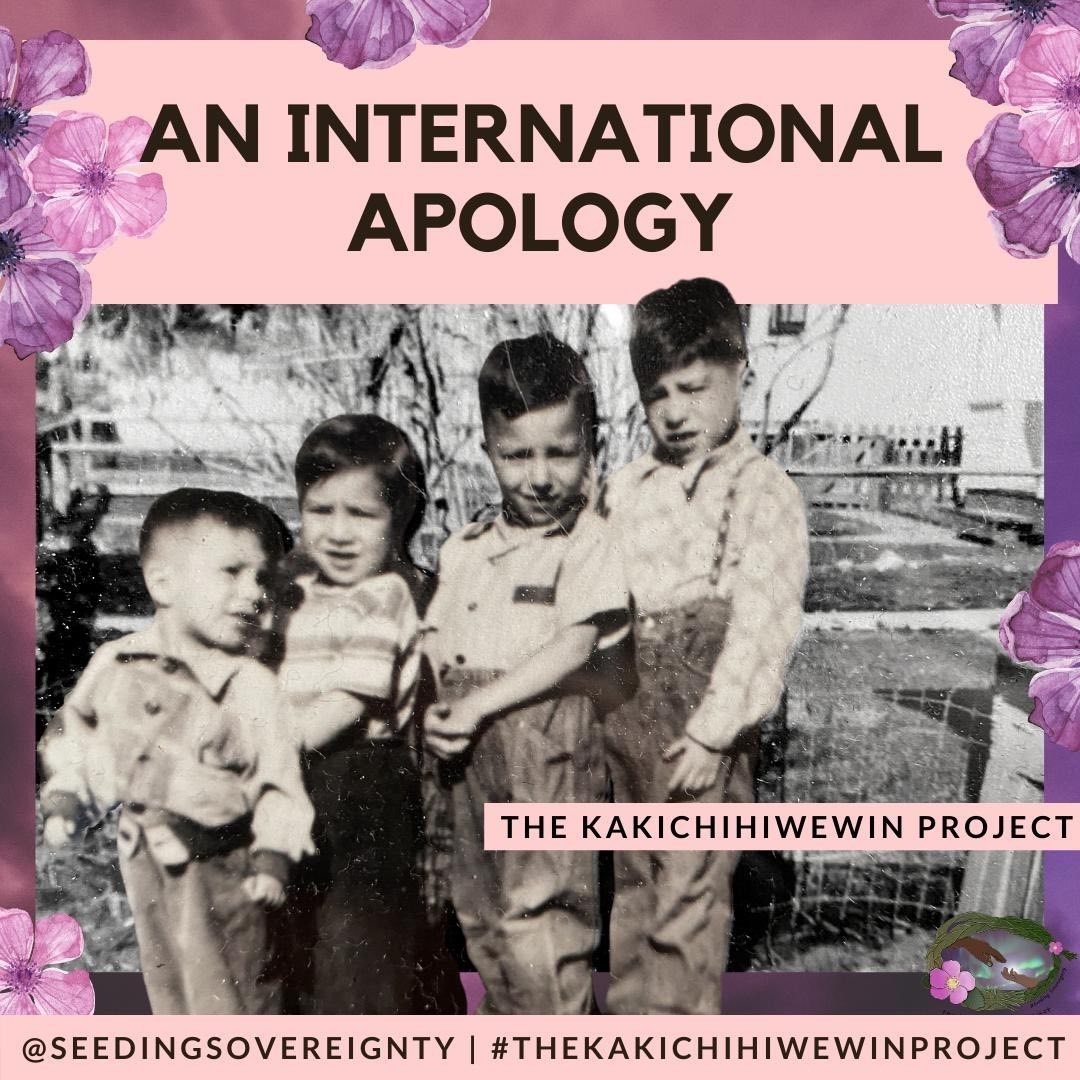 AN INTERNATIONAL
APOLOGY
THE KAKICHIHIWEWIN PROJECT
@SEEDINGSOVEREIGNTY | #THEKAKICHIHIWEWINPROJECT